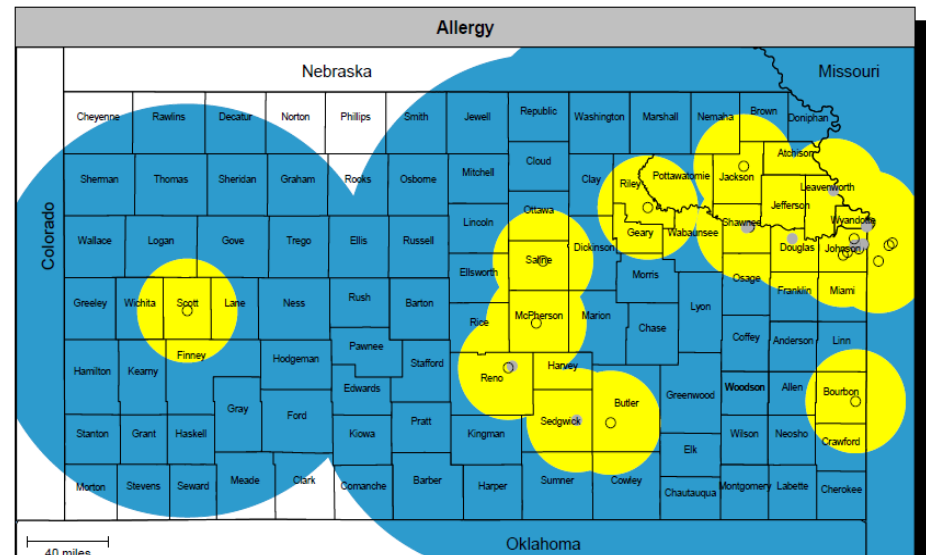 Allergy
Nebraska
Missouri
Colorado
Cheyenne
Rawlins
Decatur
Norton
Phillips
Smith
Jewell
Republic
Washington
Marshall
Nemaha
Brown
Doniphan
Sherman
Thomas
Sheridan
Graham
Rooks
Osborne
Mitchell
Cloud
Clay
Riley
Pottawatomie
Jackson
Atchison
Jefferson
Leavenworth
Wyandotte
Wallace
Logan
Gove
Trego
Ellis
Russell
Lincoln
Ottawa
Saline
Dickinson
Geary
Wabaunsee
Shawnee
Douglas
Johnson
Greeley
Wichita
Scott
Lane
Ness
Rush
Barton
Ellsworth
Rice
McPherson
Marion
Morris
Chase
Lyon
Osage
Franklin
Miami
Hamilton
Kearny
Finney
Hodgeman
Pawnee
Edwards
Stafford
Reno
Harvey
Sedgwick
Butler
Greenwood
Coffey
Anderson
Linn
Woodson
Allen
Bourbon
Stanton
Grant
Haskell
Gray
Ford
Kiowa
Pratt
Kingman
Elk
Wilson
Neosho
Crawford
Morton
Stevens
Seward
Meade
Clark
Comanche
Barber
Harper
Sumner
Cowley
Chautauqua
Montgomery
Labette
Cherokee
Oklahoma
40 miles